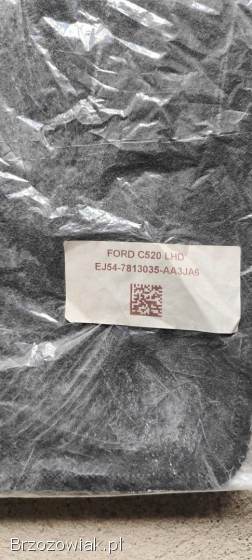 FORD C520 LHD
EJ54-7813035-AA3JA6
Brzozowiak.pl